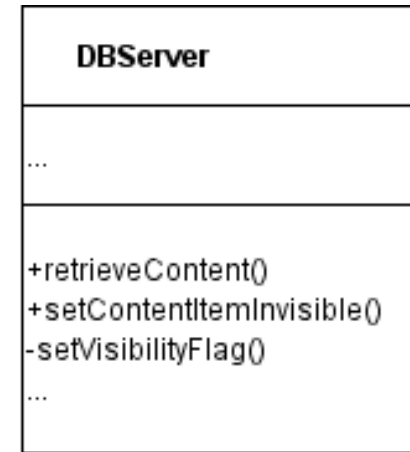 DBServer
...
+retrieveContent()
+setContentItemInvisible()
-setVisibilityFlag()
...